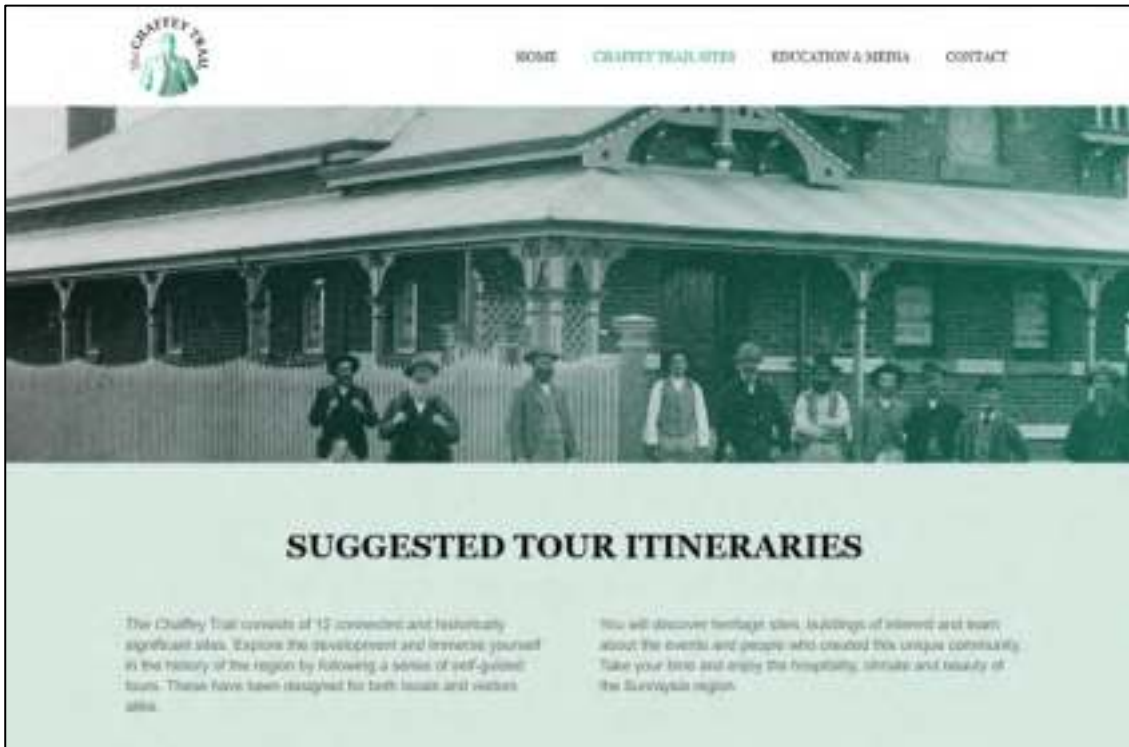 the CHAFFEY TRAIL
HOME CHAFFEY TRAIL SITES EDUCATION & MEDIA CONTACT
SUGGESTED TOUR ITINERARIES
The Chaffey Trail consists of 12 connected and historically
significant sites. Explore the development and immerse yourself
in the history of the region by following a series of self-guided
tours. These have been designed for both locals and visitors
alike.
You will discover heritage sites, buildings of interest and learn
about the events and people who created this unique community.
Take your time and enjoy the hospitality, climate and beauty of
the Sunraysia region.